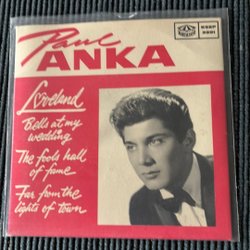 Paul
ANKA
Loveland
Bells at my
wedding
The fools hall
of fame
Far from the
lights of town